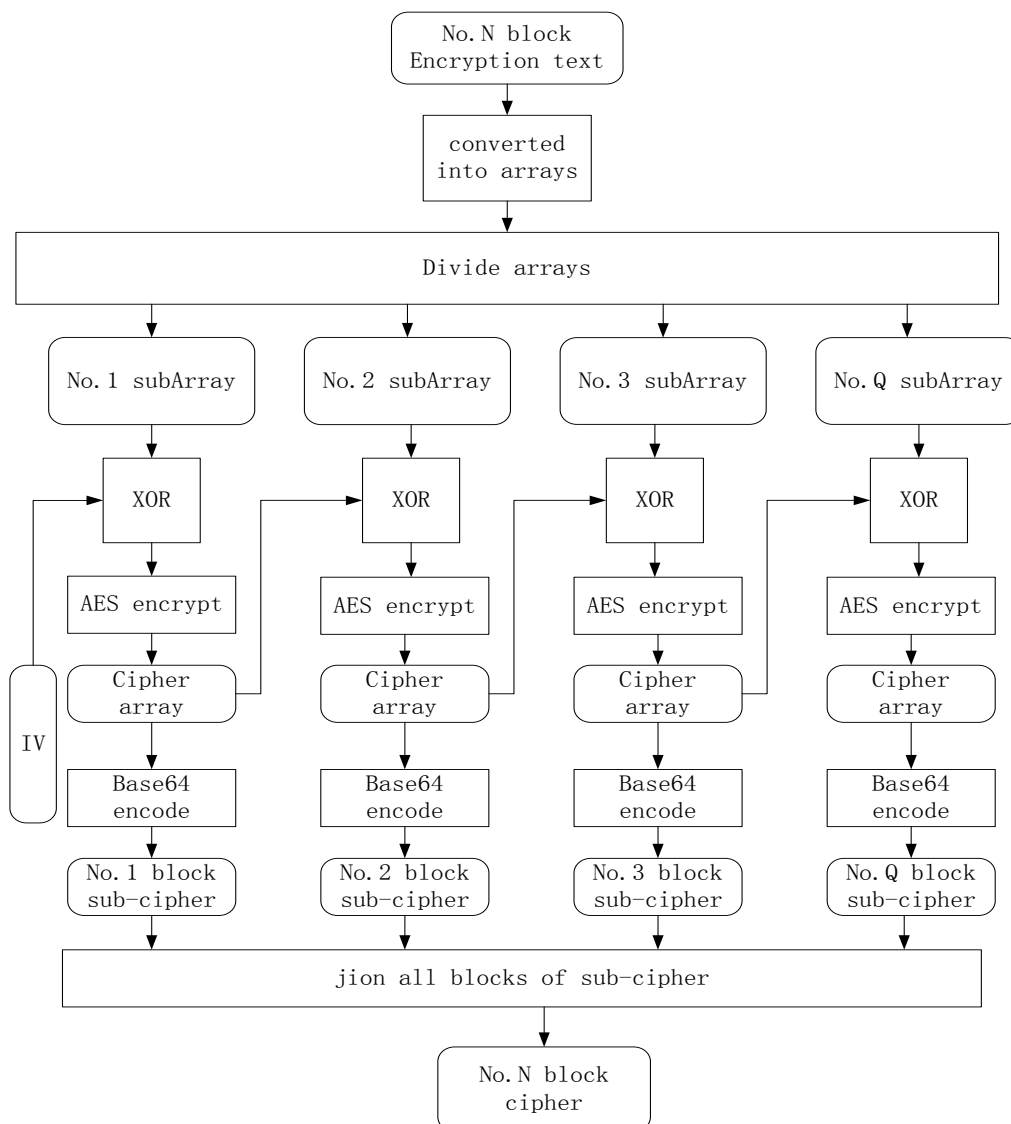 No.N block
Encryption text
converted
into arrays
Divide arrays
No.1 subArray
No.2 subArray
No.3 subArray
No.Q subArray
XOR
XOR
XOR
XOR
AES encrypt
AES encrypt
AES encrypt
AES encrypt
IV
Cipher
array
Cipher
array
Cipher
array
Cipher
array
Base64
encode
Base64
encode
Base64
encode
Base64
encode
No.1 block
sub-cipher
No.2 block
sub-cipher
No.3 block
sub-cipher
No.Q block
sub-cipher
jion all blocks of sub-cipher
No.N block
cipher